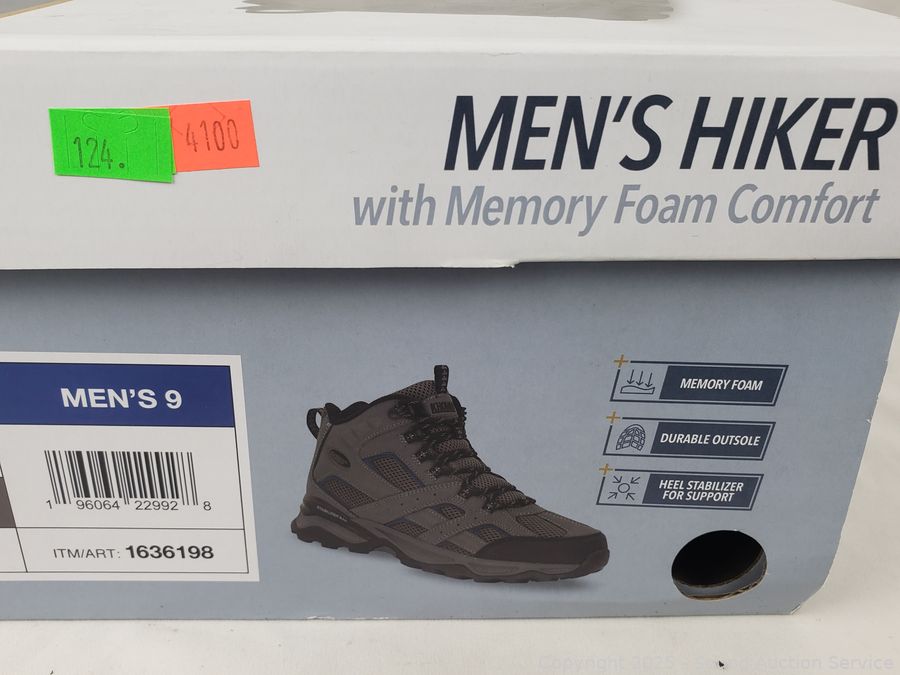 124.
4100
MEN'S HIKER
with Memory Foam Comfort
MEN'S 9
1 96064 22992 8
ITM/ART: 1636198
MEMORY FOAM
DURABLE OUTSOLE
HEEL STABILIZER
FOR SUPPORT
Copyright 2025 - Sound Auction Service